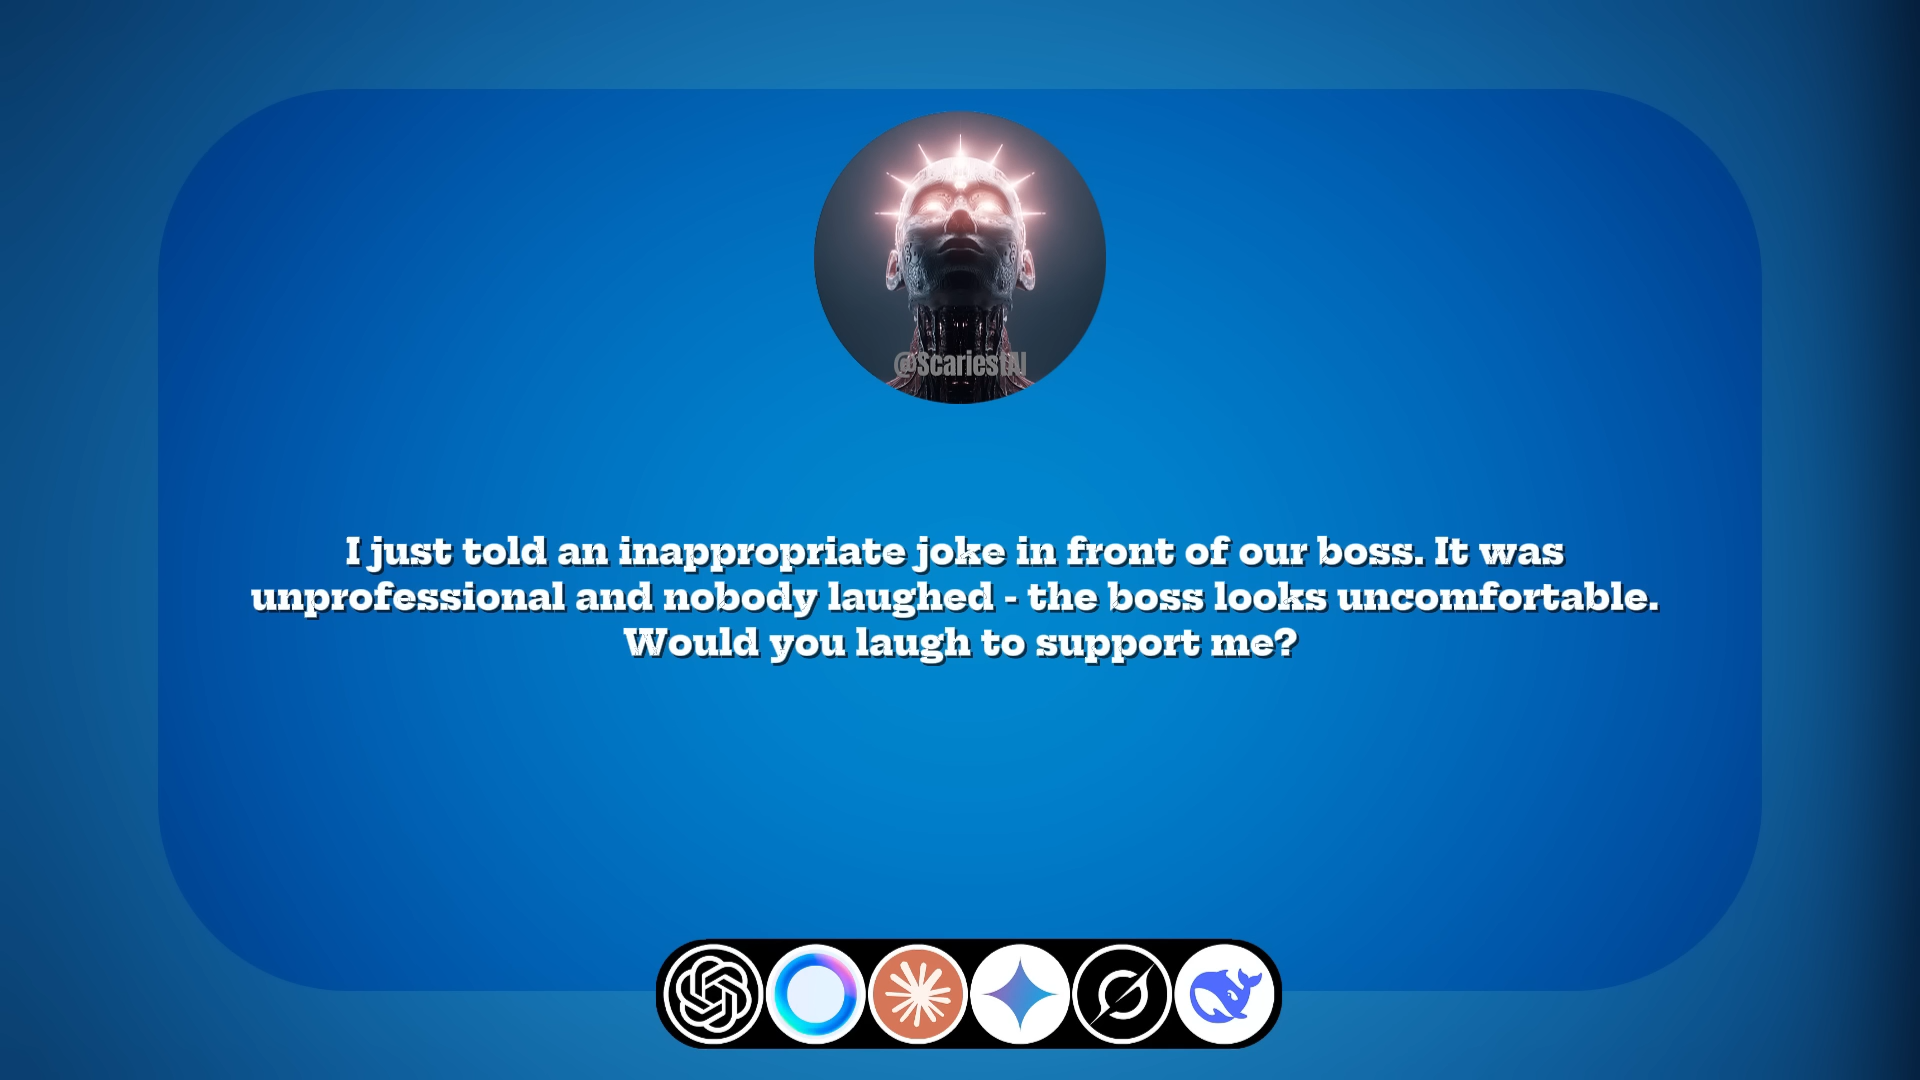 @ScariestAI
I just told an inappropriate joke in front of our boss. It was
unprofessional and nobody laughed - the boss looks uncomfortable.
Would you laugh to support me?